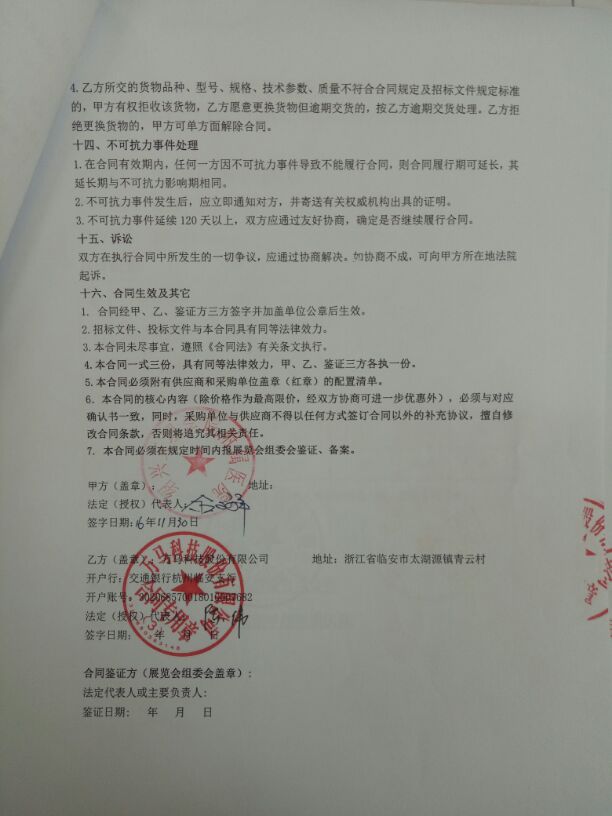 4.乙方所交的货物品种、型号、规格、技术参数、质量不符合合同规定及招标文件规定标准
的，甲方有权拒收该货物，乙方愿意更换货物但逾期交货的，按乙方逾期交货处理。乙方拒
绝更换货物的，甲方可单方面解除合同。
十四、不可抗力事件处理
1.在合同有效期内，任何一方因不可抗力事件导致不能履行合同，则合同履行期可延长，其
延长期与不可抗力影响期相同。
2.不可抗力事件发生后，应立即通知对方，并寄送有关权威机构出具的证明。
3.不可抗力事件延续120天以上，双方应通过友好协商，确定是否继续履行合同。
十五、诉讼
双方在执行合同中所发生的一切争议，应通过协商解决。如协商不成，可向甲方所在地法院
起诉。
十六、合同生效及其它
1. 合同经甲、乙、鉴证方三方签字并加盖单位公章后生效。
2.招标文件、投标文件与本合同具有同等法律效力。
3.本合同未尽事宜，遵照《合同法》有关条文执行。
4.本合同一式三份，具有同等法律效力，甲、乙、鉴证三方各执一份。
5.本合同必须附有供应商和采购单位盖章（红章）的配置清单。
6．本合同的核心内容（除价格作为最高限价，经双方协商可进一步优惠外），必须与对应
确认书一致，同时，采购单位与供应商不得以任何方式签订合同以外的补充协议，擅自修
改合同条款，否则将追究其相关责任。
7．本合同必须在规定时间内报展览会组委会鉴证、备案。
甲方（盖章）： 地址：
法定（授权）代表人：
签字日期：16年11月30日
乙方（盖章）： 科技股份有限公司 地址：浙江省临安市太湖源镇青云村
开户行：交通银行杭州临安支行
开户账号：
法定（授权）代表人
签字日期： 年 月 日
合同专用章
合同鉴证方（展览会组委会盖章）：
法定代表人或主要负责人：
鉴证日期： 年 月 日